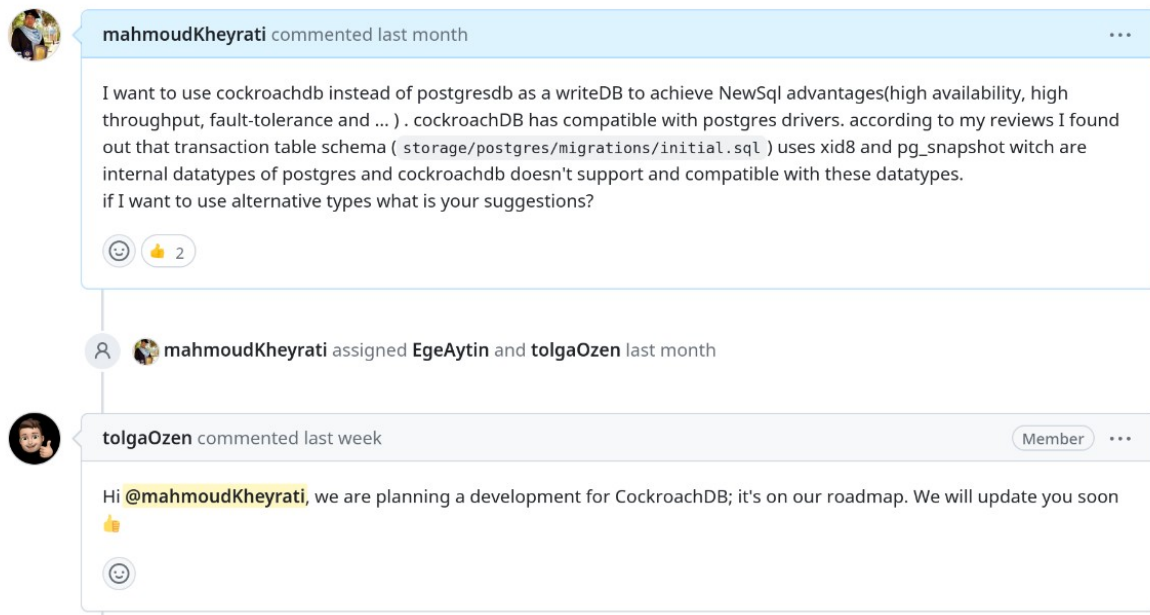 mahmoudKheyrati commented last month
I want to use cockroachdb instead of postgresdb as a writeDB to achieve NewSql advantages(high availability, high
throughput, fault-tolerance and ... ) . cockroachDB has compatible with postgres drivers. according to my reviews I found
out that transaction table schema ( storage/postgres/migrations/initial.sql ) uses xid8 and pg_snapshot witch are
internal datatypes of postgres and cockroachdb doesn't support and compatible with these datatypes.
if I want to use alternative types what is your suggestions?
👍 2
mahmoudKheyrati assigned EgeAytin and tolgaOzen last month
tolgaOzen commented last week Member
Hi @mahmoudKheyrati, we are planning a development for CockroachDB; it's on our roadmap. We will update you soon
👍